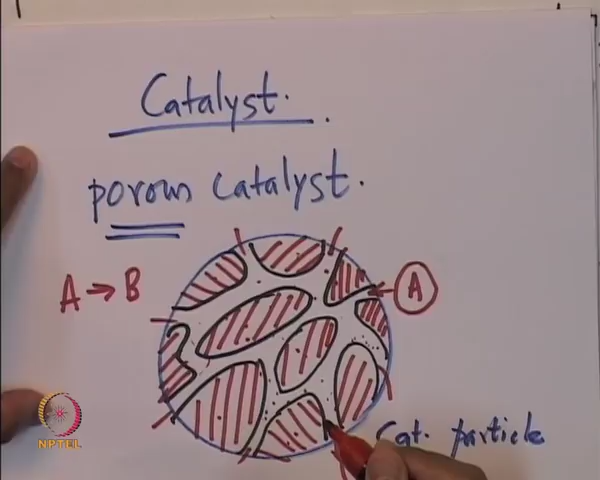 Catalyst.
porous catalyst.
A → B
A
Cat. particle
NPTEL